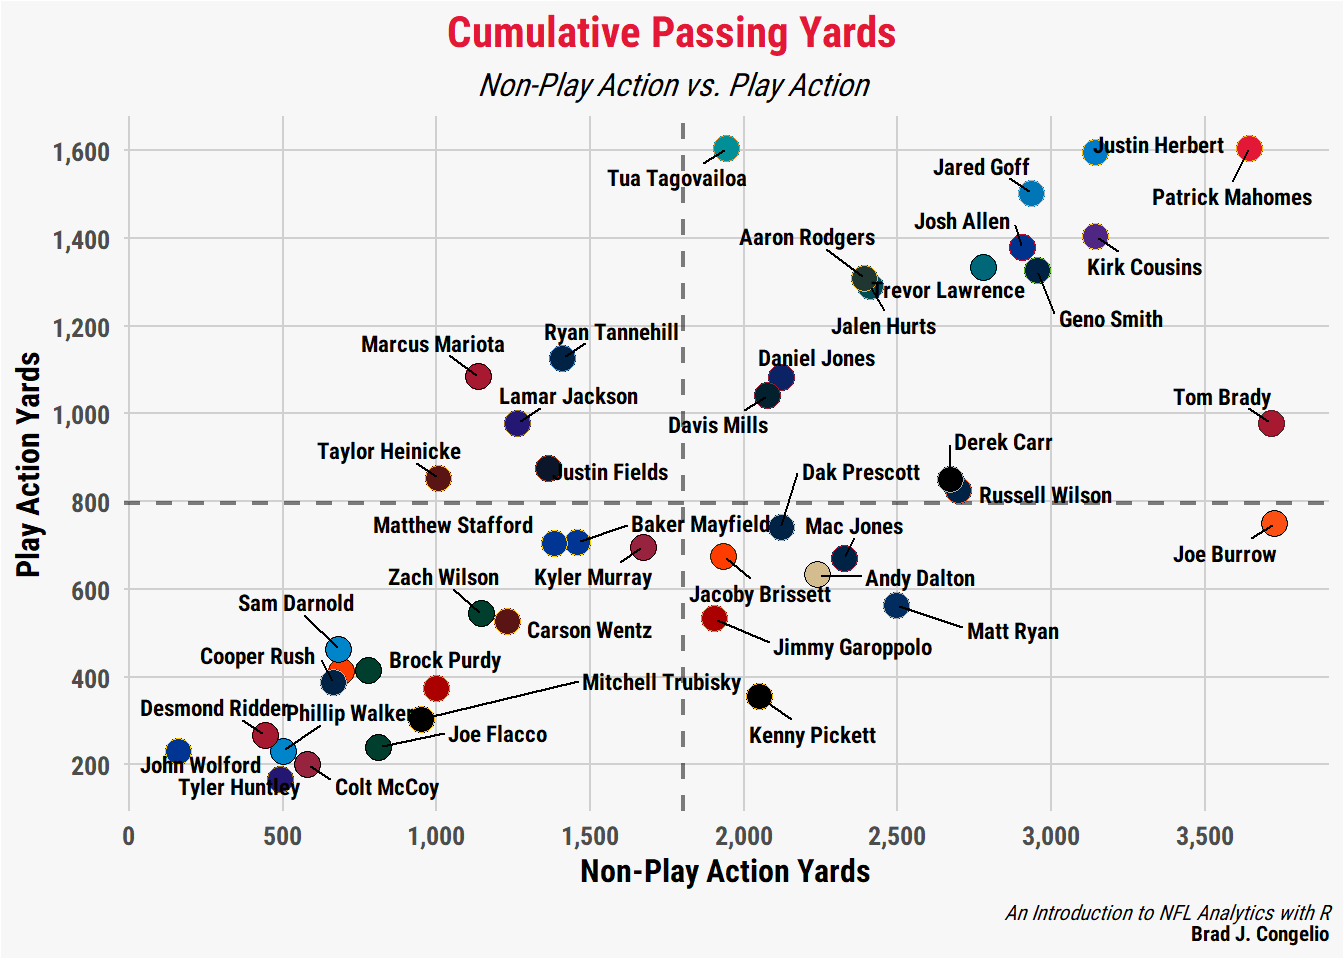 Cumulative Passing Yards
Non-Play Action vs. Play Action
1,600
1,400
1,200
1,000
800
600
400
200
Play Action Yards
Justin Herbert
Tua Tagovailoa
Jared Goff
Patrick Mahomes
Josh Allen
Aaron Rodgers
Kirk Cousins
Trevor Lawrence
Geno Smith
Jalen Hurts
Ryan Tannehill
Marcus Mariota
Daniel Jones
Lamar Jackson
Tom Brady
Davis Mills
Derek Carr
Taylor Heinicke
Justin Fields
Dak Prescott
Russell Wilson
Matthew Stafford
Baker Mayfield
Mac Jones
Joe Burrow
Zach Wilson
Kyler Murray
Andy Dalton
Jacoby Brissett
Sam Darnold
Carson Wentz
Matt Ryan
Jimmy Garoppolo
Cooper Rush
Brock Purdy
Mitchell Trubisky
Desmond Ridder
Phillip Walker
Joe Flacco
Kenny Pickett
John Wolford
Tyler Huntley
Colt McCoy
0
500
1,000
1,500
2,000
2,500
3,000
3,500
Non-Play Action Yards
An Introduction to NFL Analytics with R
Brad J. Congelio